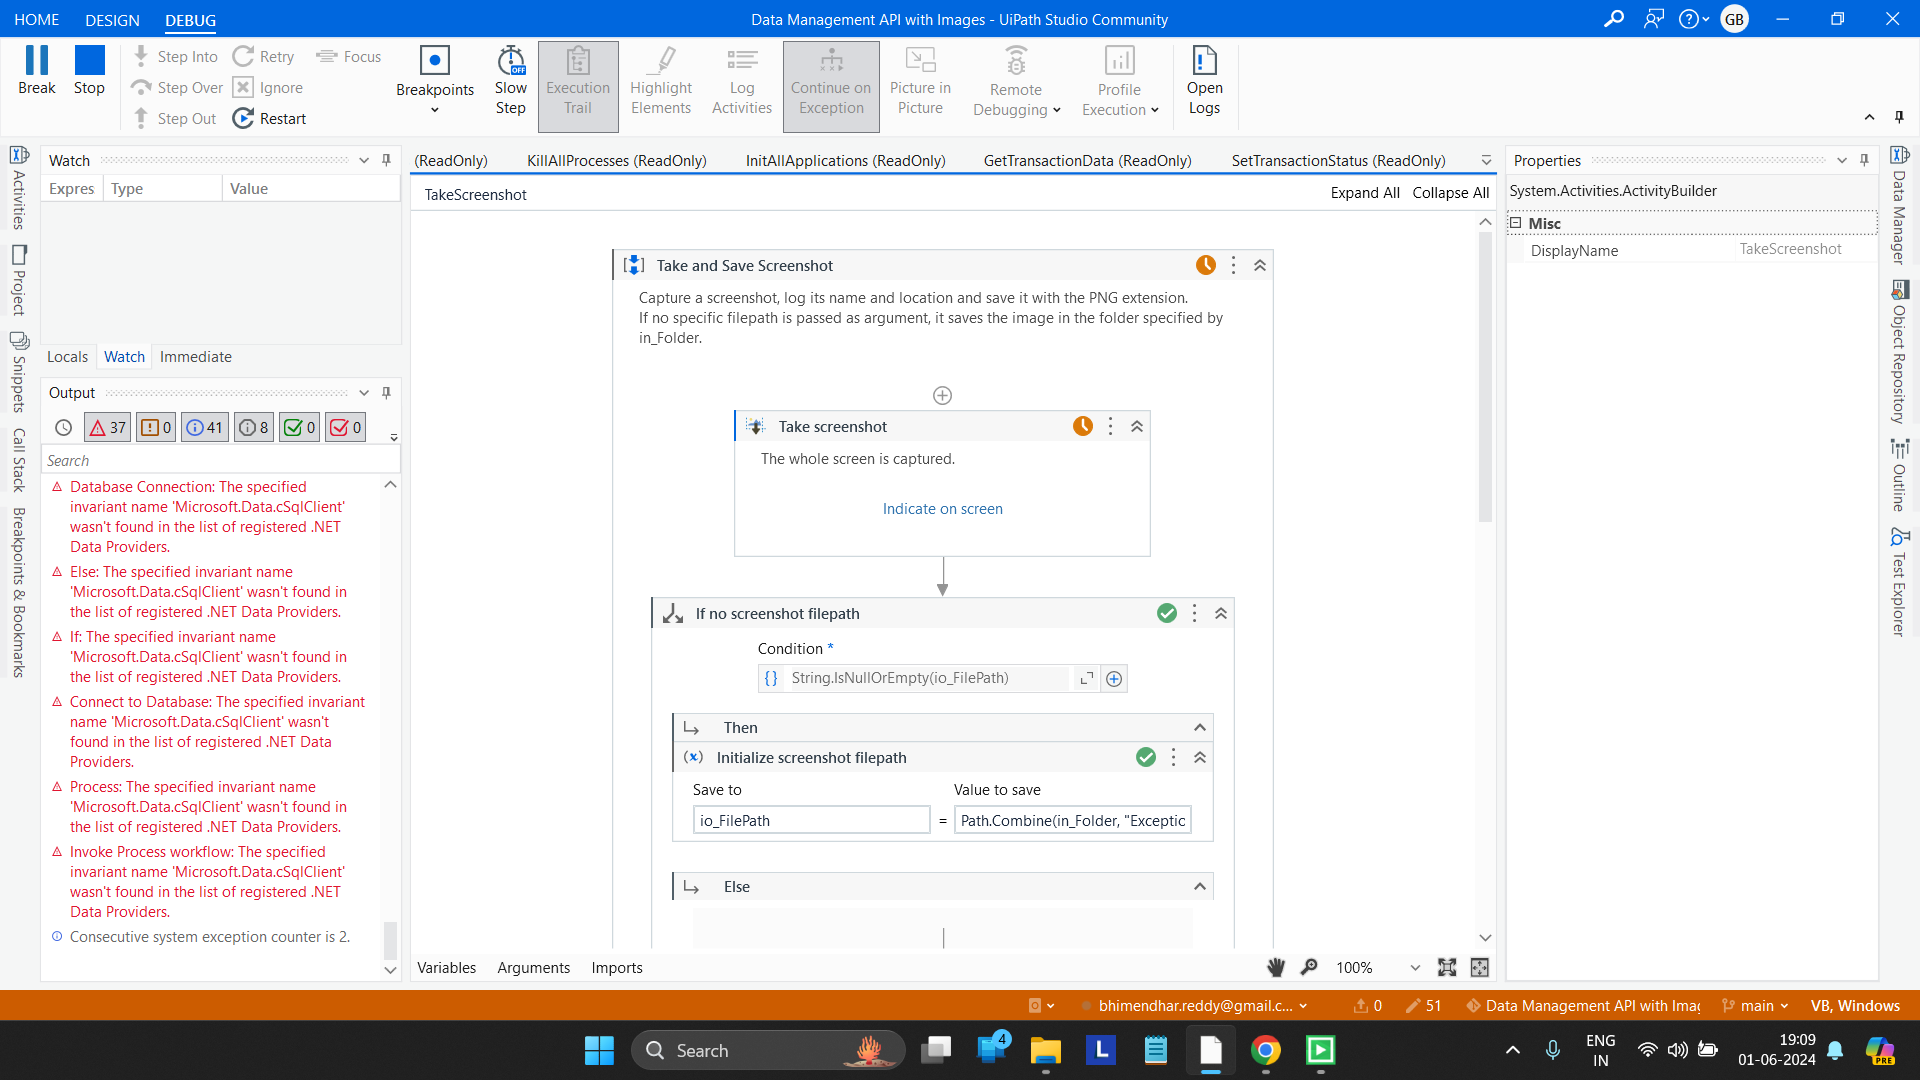 HOME DESIGN DEBUG
Data Management API with Images - UiPath Studio Community
GB
Break
Stop
Step Into
Step Over
Step Out
Retry
Ignore
Restart
Focus
Breakpoints
Slow
Step
OFF
Execution
Trail
Highlight
Elements
Log
Activities
Continue on
Exception
Picture in
Picture
Remote
Debugging
Profile
Execution
Open
Logs
Activities
Project
Snippets
Call Stack
Breakpoints & Bookmarks
Watch
Expres Type Value
Locals Watch Immediate
Output
37 0 41 8 0 0
Search
Database Connection: The specified
invariant name 'Microsoft.Data.cSqlClient'
wasn't found in the list of registered .NET
Data Providers.
Else: The specified invariant name
'Microsoft.Data.cSqlClient' wasn't found in
the list of registered .NET Data Providers.
If: The specified invariant name
'Microsoft.Data.cSqlClient' wasn't found in
the list of registered .NET Data Providers.
Connect to Database: The specified invariant
name 'Microsoft.Data.cSqlClient' wasn't
found in the list of registered .NET Data
Providers.
Process: The specified invariant name
'Microsoft.Data.cSqlClient' wasn't found in
the list of registered .NET Data Providers.
Invoke Process workflow: The specified
invariant name 'Microsoft.Data.cSqlClient'
wasn't found in the list of registered .NET
Data Providers.
Consecutive system exception counter is 2.
(ReadOnly) KillAllProcesses (ReadOnly) InitAllApplications (ReadOnly) GetTransactionData (ReadOnly) SetTransactionStatus (ReadOnly)
TakeScreenshot
Expand All Collapse All
Take and Save Screenshot
Capture a screenshot, log its name and location and save it with the PNG extension.
If no specific filepath is passed as argument, it saves the image in the folder specified by
in_Folder.
Take screenshot
The whole screen is captured.
Indicate on screen
If no screenshot filepath
Condition *
String.IsNullOrEmpty(io_FilePath)
Then
Initialize screenshot filepath
Save to
Value to save
io_FilePath = Path.Combine(in_Folder, "Exceptic
Else
Variables Arguments Imports
100%
Properties
System.Activities.ActivityBuilder
Misc
DisplayName TakeScreenshot
Data Manager
Object Repository
Outline
Test Explorer
bhimendhar.reddy@gmail.c... 0 51 Data Management API with Imag main VB, Windows
Search
4
L
ENG
IN
19:09
01-06-2024
PRE